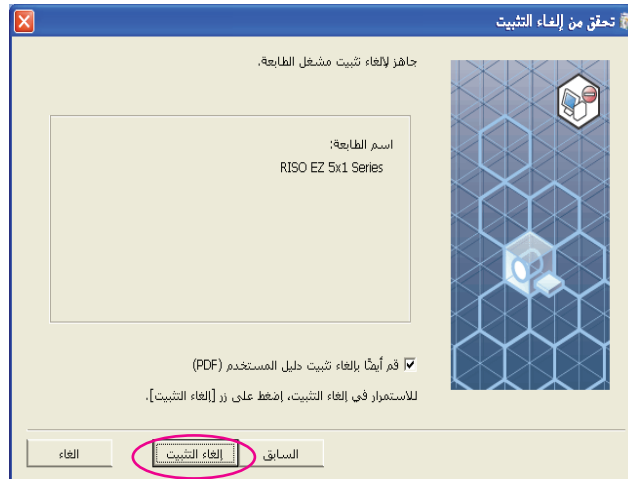 تحقق من إلغاء التثبيت
جاهز لإلغاء تثبيت مشغل الطابعة.
اسم الطابعة:
RISO EZ 5x1 Series
قم أيضًا بإلغاء تثبيت دليل المستخدم (PDF)
للاستمرار في إلغاء التثبيت، إضغط على زر [إلغاء التثبيت].
السابق
إلغاء التثبيت
الغاء